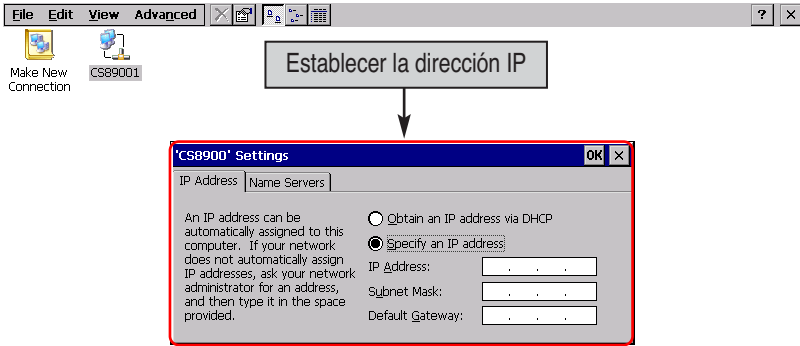 File Edit View Advanced ? ×
Make New
Connection
CS89001
Establecer la dirección IP
'CS8900' Settings OK ×
IP Address Name Servers
An IP address can be
automatically assigned to this
computer. If your network
does not automatically assign
IP addresses, ask your network
administrator for an address,
and then type it in the space
provided.
Obtain an IP address via DHCP
Specify an IP address
IP Address: . . .
Subnet Mask: . . .
Default Gateway: . . .